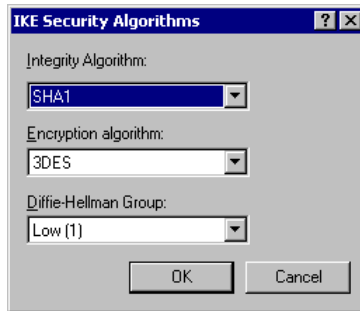 IKE Security Algorithms
Integrity Algorithm:
SHA1
Encryption algorithm:
3DES
Diffie-Hellman Group:
Low (1)
OK Cancel